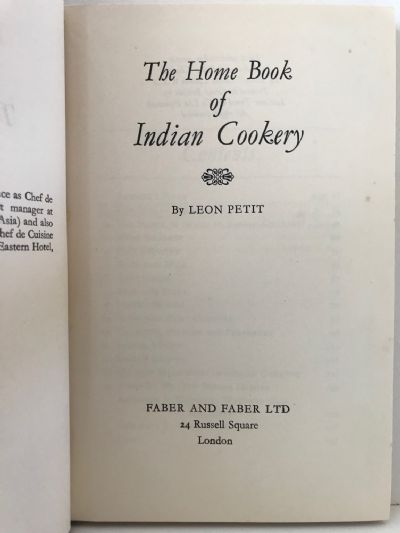 ce as Chef de
t manager at
Asia) and also
hef de Cuisine
Eastern Hotel,
The Home Book
of
Indian Cookery
By LEON PETIT
FABER AND FABER LTD
24 Russell Square
London